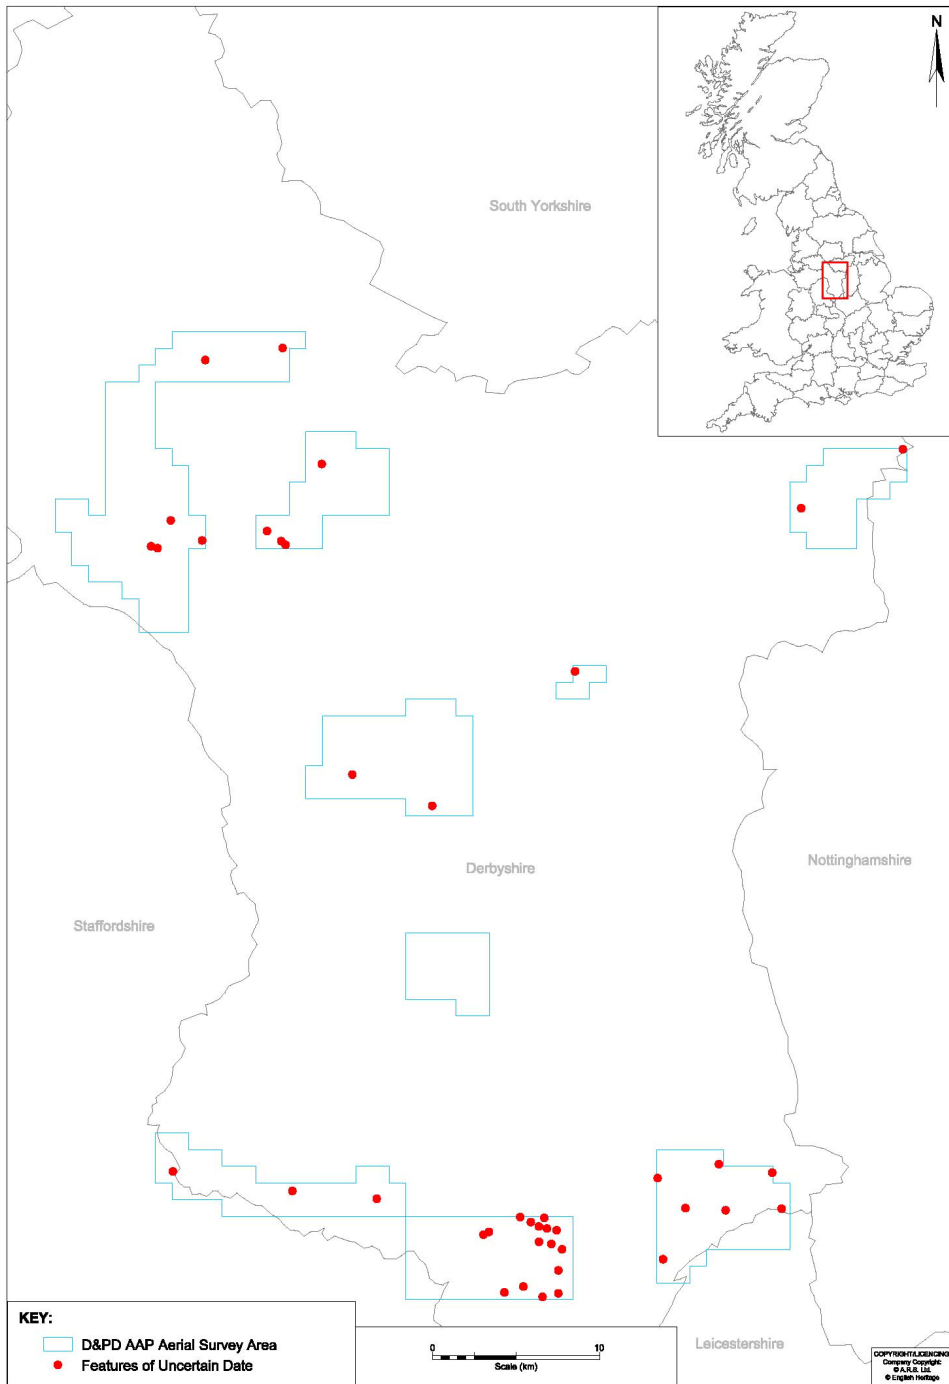 N
South Yorkshire
Nottinghamshire
Derbyshire
Staffordshire
KEY:
D&PD AAP Aerial Survey Area
Features of Uncertain Date
0 10
Scale (km)
Leicestershire
COPYRIGHT/LICENCING
Company Copyright:
© A.R.S. Ltd.
© English Heritage